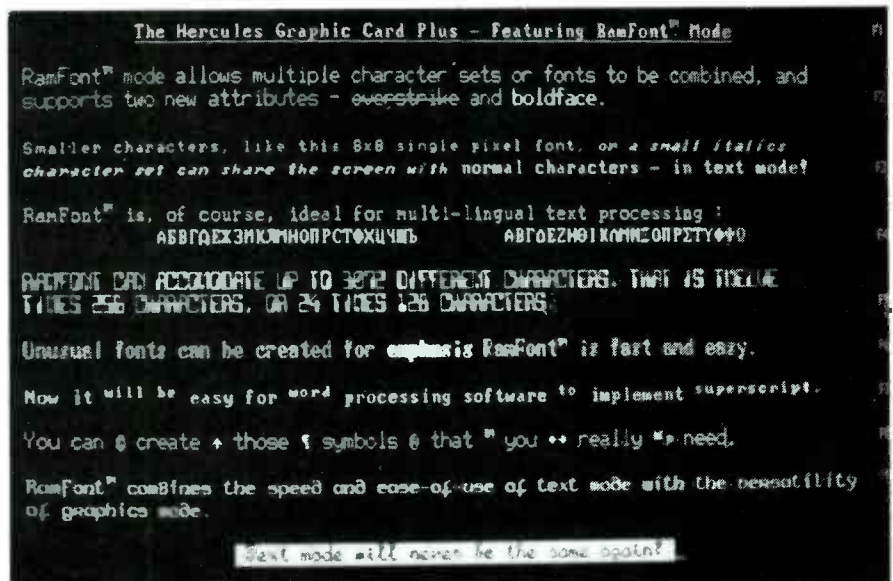 The Hercules Graphic Card Plus - Featuring RamFont™ Mode
RamFont™ mode allows multiple character sets or fonts to be combined, and
supports two new attributes - overstrike and boldface.
Smaller characters, like this 8x8 single pixel font, or a small italics
character set can share the screen with normal characters - in text mode!
RamFont™ is, of course, ideal for multi-lingual text processing :
АБВГДЕХЗИКЛМНОПРСТФХЦЧШЪ ΑΒΓΔΕΖΗΘΙΚΛΜΝΞΟΠΡΣΤΥΦΨΩ
RAMFONT CAN ACCOMODATE UP TO 3072 DIFFERENT CHARACTERS. THAT IS TWELVE
TIMES 256 CHARACTERS, OR 24 TIMES 128 CHARACTERS.
Unusual fonts can be created for emphasis RamFont™ is fast and easy.
Now it will be easy for word processing software to implement superscript.
You can create ↑ those ¶ symbols that ™ you ↔ really need.
RamFont™ combines the speed and ease-of-use of text mode with the versatility
of graphics mode.
Text mode will never be the same again!